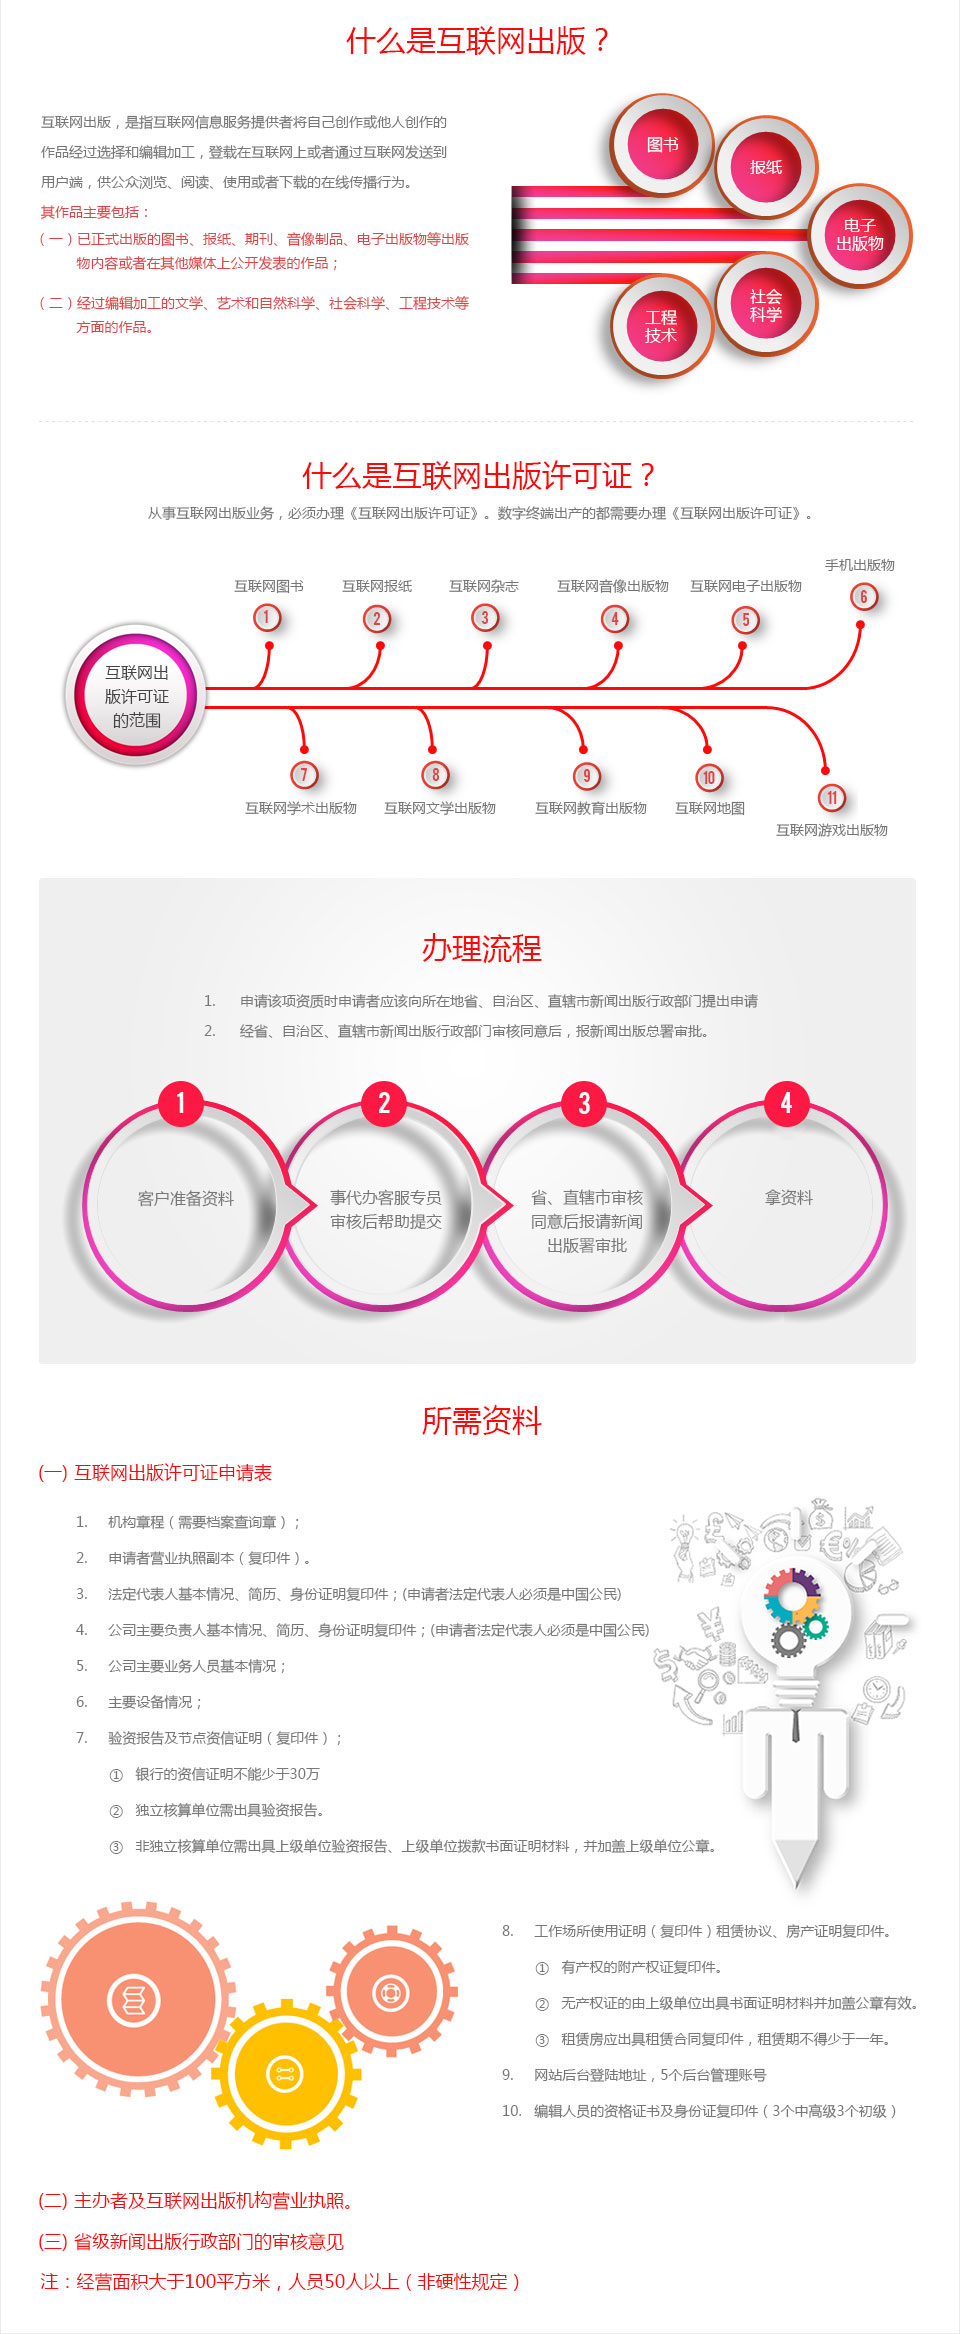 什么是互联网出版？
互联网出版，是指互联网信息服务提供者将自己创作或他人创作的
作品经过选择和编辑加工，登载在互联网上或者通过互联网发送到
用户端，供公众浏览、阅读、使用或者下载的在线传播行为。
其作品主要包括：
（一）已正式出版的图书、报纸、期刊、音像制品、电子出版物等出版
物内容或者在其他媒体上公开发表的作品；
（二）经过编辑加工的文学、艺术和自然科学、社会科学、工程技术等
方面的作品。
图书
报纸
电子
出版物
社会
科学
工程
技术
什么是互联网出版许可证？
从事互联网出版业务，必须办理《互联网出版许可证》。数字终端出产的都需要办理《互联网出版许可证》。
互联网出
版许可证
的范围
互联网图书
1
互联网报纸
2
互联网杂志
3
互联网音像出版物
4
互联网电子出版物
5
手机出版物
6
7
互联网学术出版物
8
互联网文学出版物
9
互联网教育出版物
10
互联网地图
11
互联网游戏出版物
办理流程
1. 申请该项资质时申请者应该向所在地省、自治区、直辖市新闻出版行政部门提出申请
2. 经省、自治区、直辖市新闻出版行政部门审核同意后，报新闻出版总署审批。
1
客户准备资料
2
事代办客服专员
审核后帮助提交
3
省、直辖市审核
同意后报请新闻
出版署审批
4
拿资料
所需资料
(一) 互联网出版许可证申请表
1. 机构章程（需要档案查询章）；
2. 申请者营业执照副本（复印件）。
3. 法定代表人基本情况、简历、身份证明复印件；(申请者法定代表人必须是中国公民)
4. 公司主要负责人基本情况、简历、身份证明复印件；(申请者法定代表人必须是中国公民)
5. 公司主要业务人员基本情况；
6. 主要设备情况；
7. 验资报告及节点资信证明（复印件）；
① 银行的资信证明不能少于30万
② 独立核算单位需出具验资报告。
③ 非独立核算单位需出具上级单位验资报告、上级单位拨款书面证明材料，并加盖上级单位公章。
8. 工作场所使用证明（复印件）租赁协议、房产证明复印件。
① 有产权的附产权证复印件。
② 无产权证的由上级单位出具书面证明材料并加盖公章有效。
③ 租赁房应出具租赁合同复印件，租赁期不得少于一年。
9. 网站后台登陆地址，5个后台管理账号
10. 编辑人员的资格证书及身份证复印件（3个中高级3个初级）
(二) 主办者及互联网出版机构营业执照。
(三) 省级新闻出版行政部门的审核意见
注：经营面积大于100平方米，人员50人以上（非硬性规定）